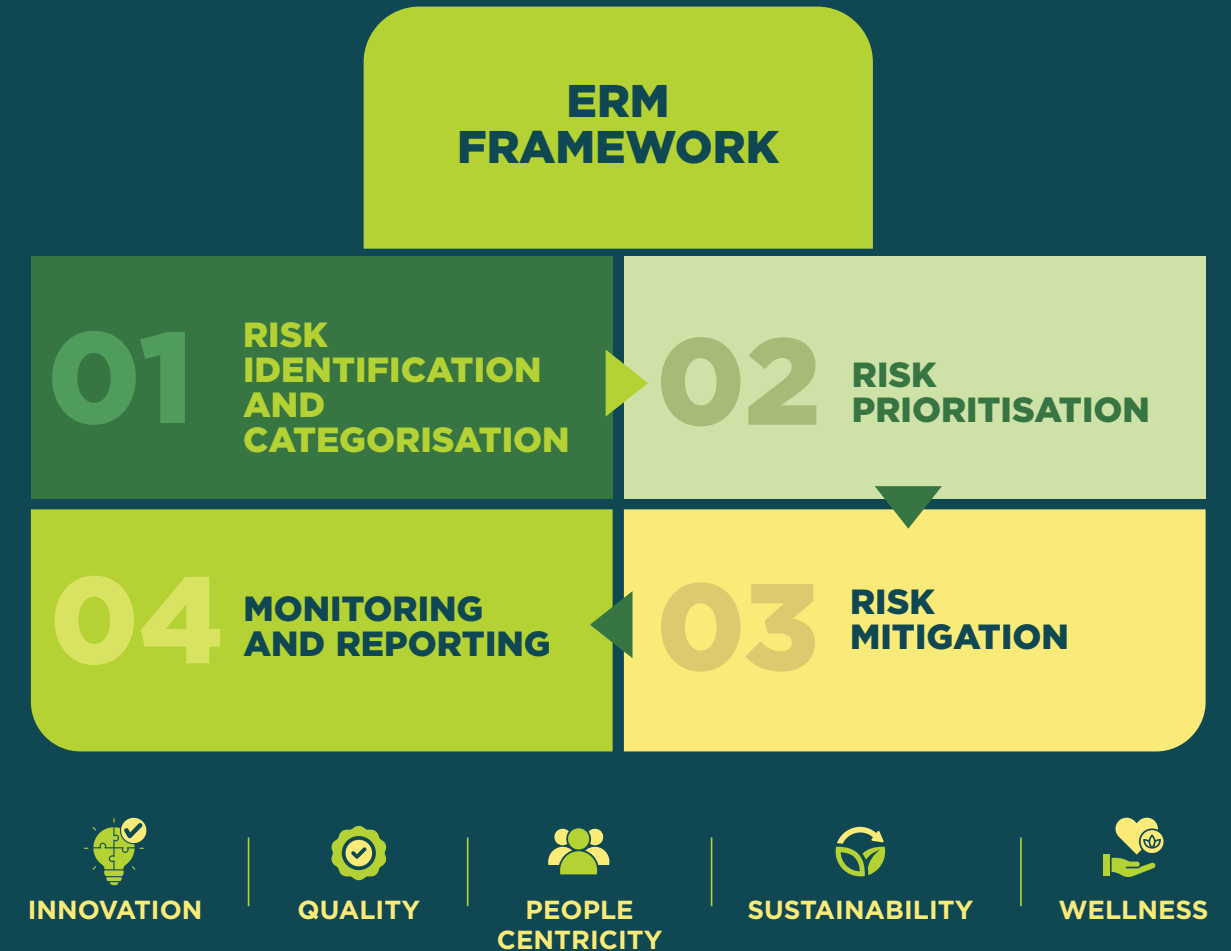 ERM
FRAMEWORK
01
RISK
IDENTIFICATION
AND
CATEGORISATION
02
RISK
PRIORITISATION
04
MONITORING
AND REPORTING
03
RISK
MITIGATION
INNOVATION
QUALITY
PEOPLE
CENTRICITY
SUSTAINABILITY
WELLNESS